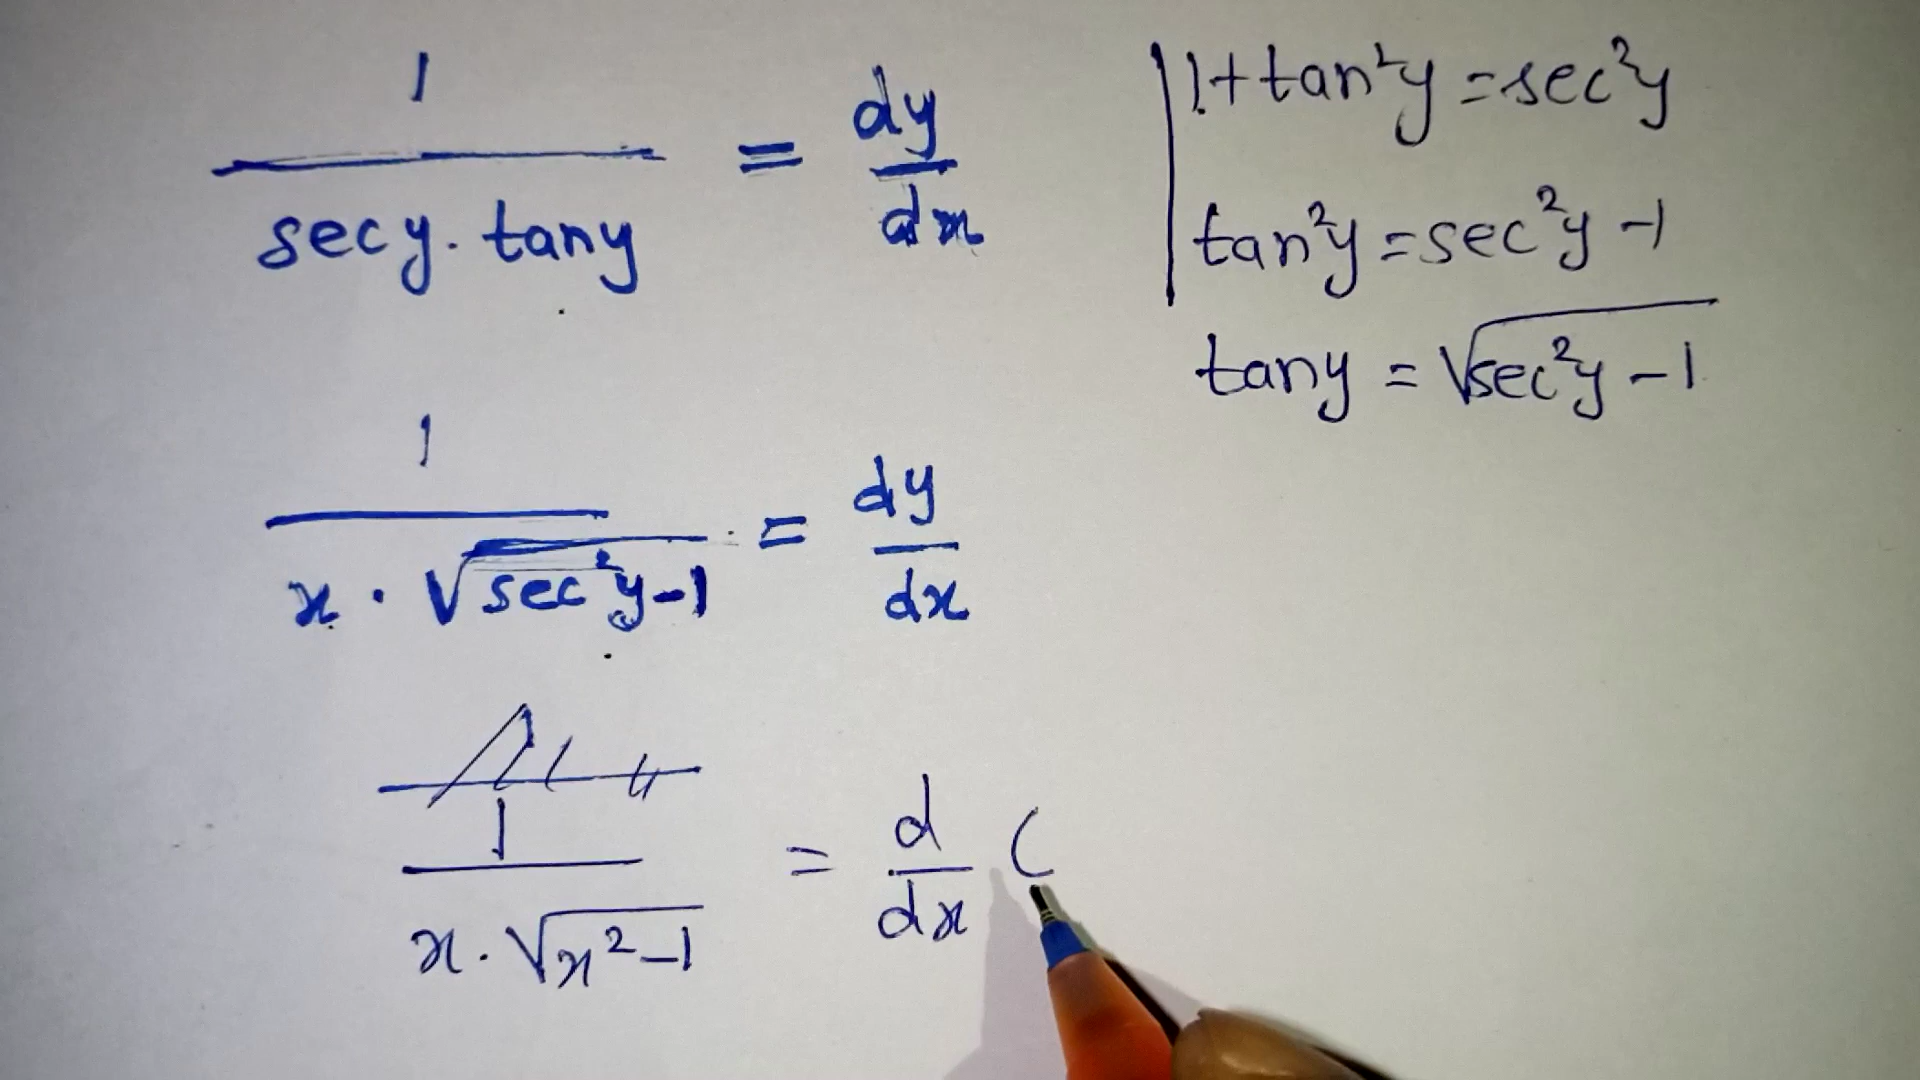 1 / sec y · tan y = dy/dx
1 + tan²y = sec²y
tan²y = sec²y - 1
tan y = √(sec²y - 1)
1 / x · √(sec²y - 1) = dy/dx
1 / x · √(x² - 1) = d/dx (